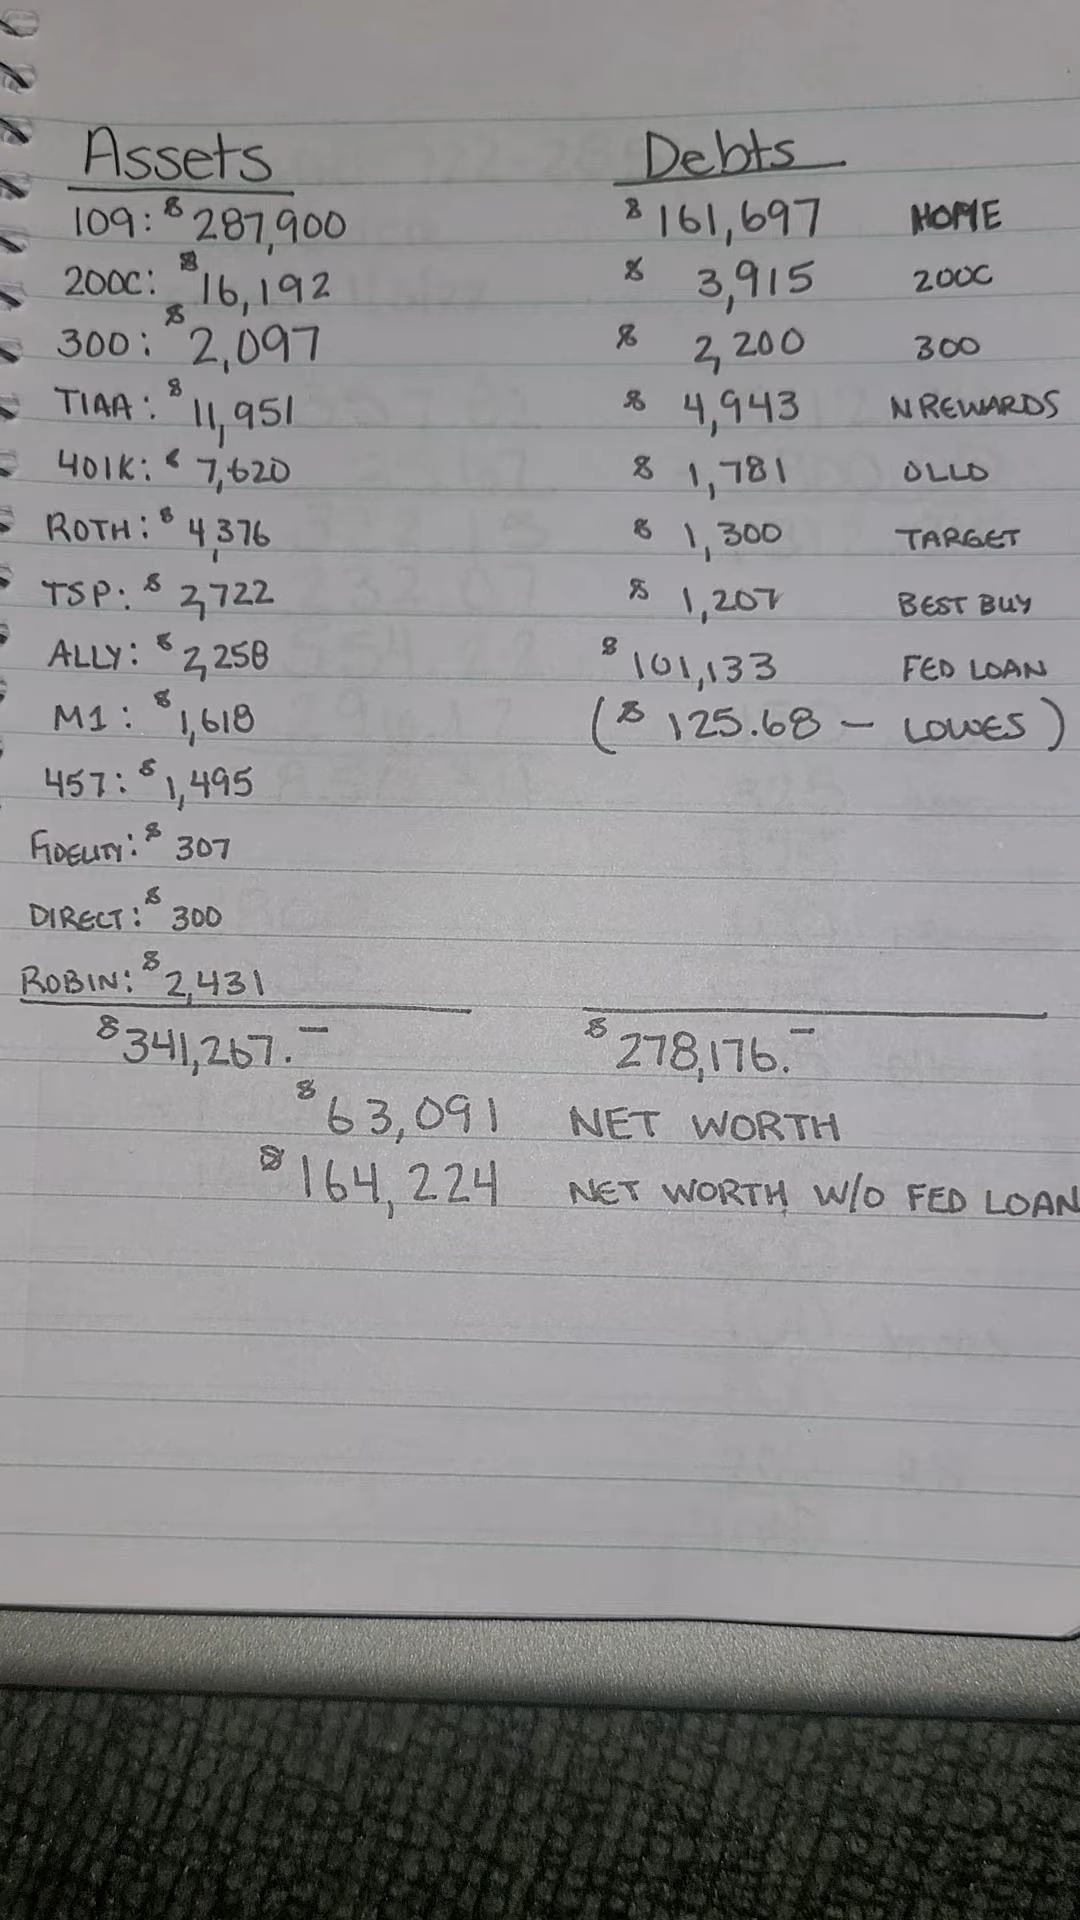 Assets Debts
109: $287,900 $161,697 HOME
200C: $16,192 $3,915 200C
300: $2,097 $2,200 300
TIAA: $11,951 $4,943 NREWARDS
401K: $7,620 $1,781 OLLO
ROTH: $4,376 $1,300 TARGET
TSP: $2,722 $1,207 BEST BUY
ALLY: $2,258 $101,133 FED LOAN
M1: $1,618 ($125.68 – LOWES)
457: $1,495
FIDELITY: $307
DIRECT: $300
ROBIN: $2,431
$341,267.– $278,176.–
$63,091 NET WORTH
$164,224 NET WORTH W/O FED LOAN